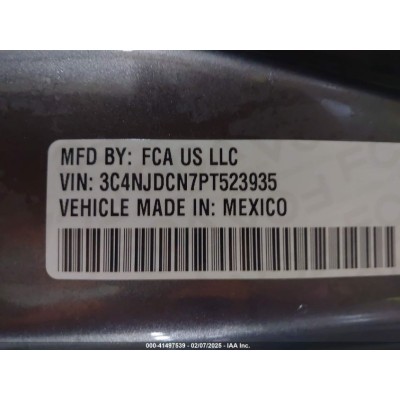 MFD BY: FCA US LLC
VIN: 3C4NJDCN7PT523935
VEHICLE MADE IN: MEXICO
000-41497539 - 02/07/2025 - IAA Inc.